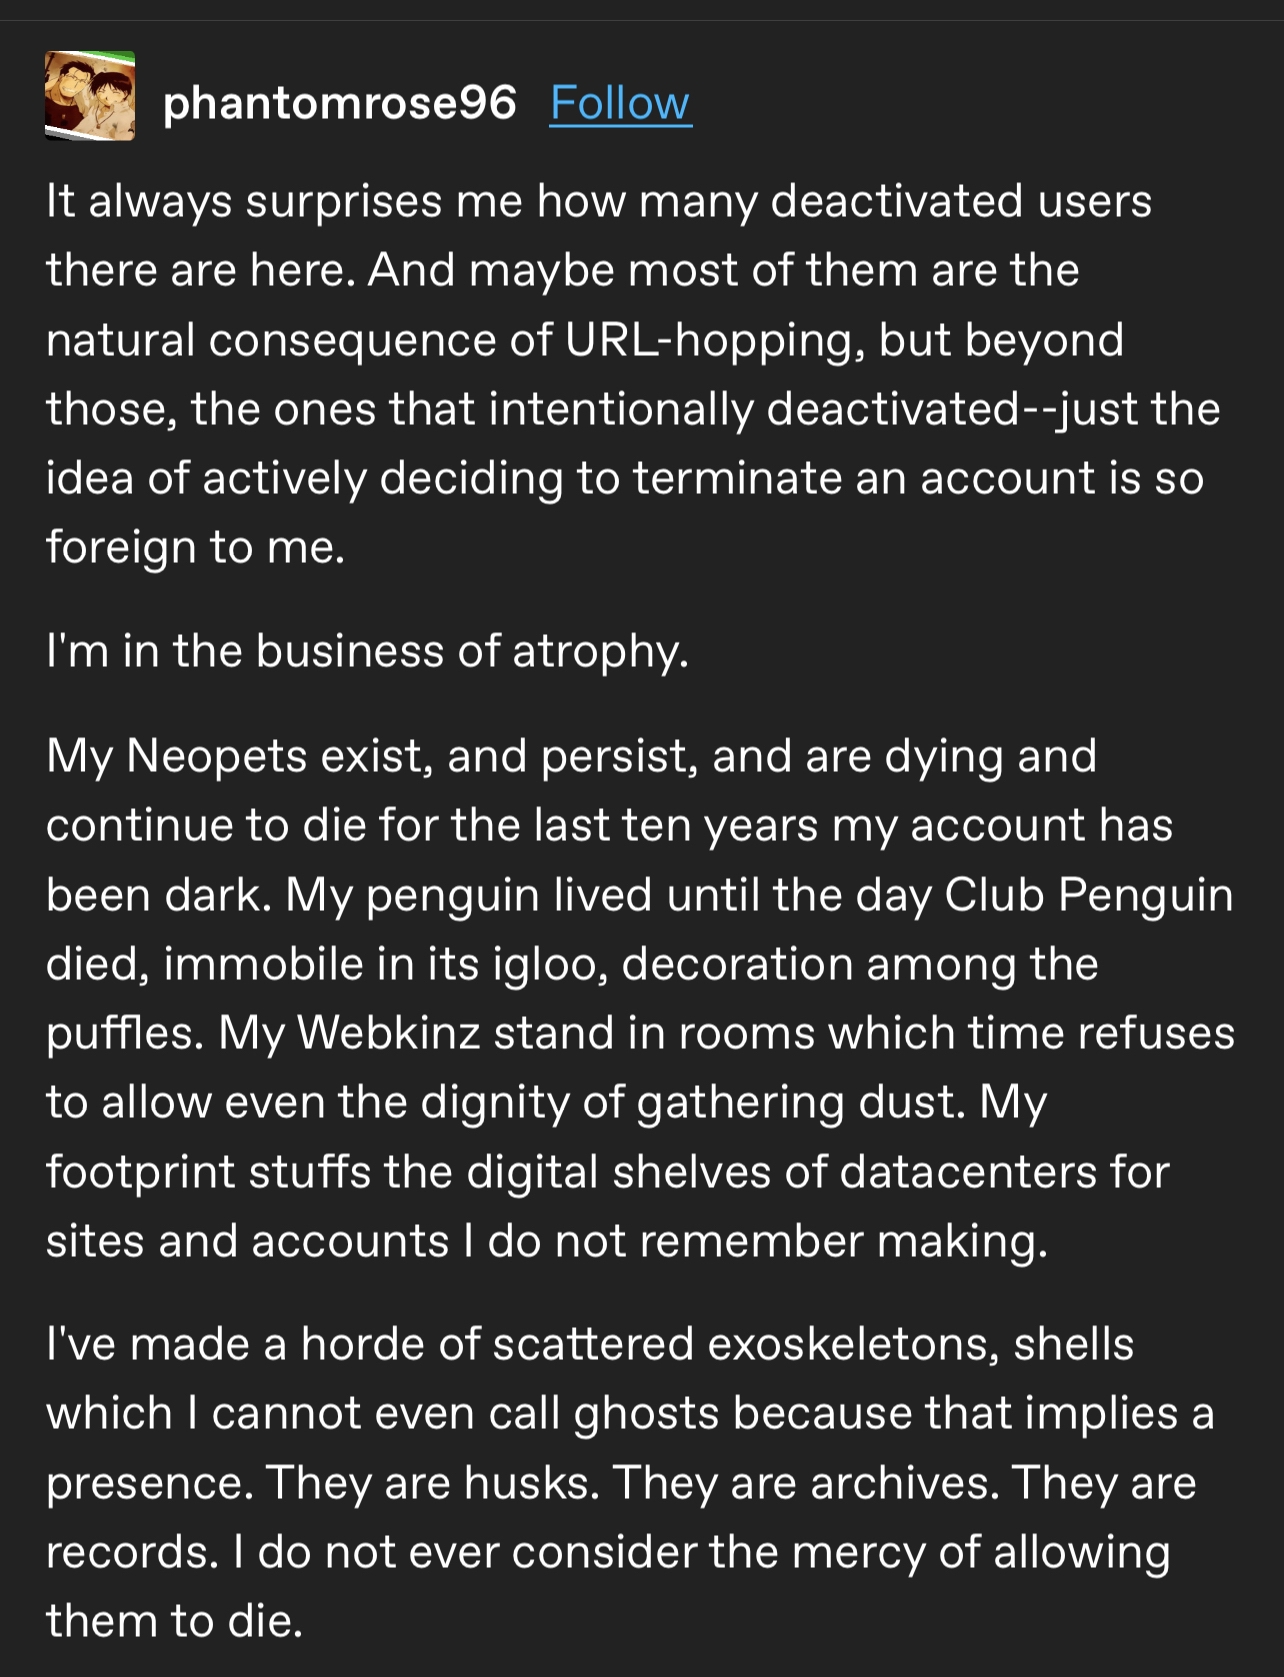 phantomrose96 Follow
It always surprises me how many deactivated users
there are here. And maybe most of them are the
natural consequence of URL-hopping, but beyond
those, the ones that intentionally deactivated--just the
idea of actively deciding to terminate an account is so
foreign to me.
I'm in the business of atrophy.
My Neopets exist, and persist, and are dying and
continue to die for the last ten years my account has
been dark. My penguin lived until the day Club Penguin
died, immobile in its igloo, decoration among the
puffles. My Webkinz stand in rooms which time refuses
to allow even the dignity of gathering dust. My
footprint stuffs the digital shelves of datacenters for
sites and accounts I do not remember making.
I've made a horde of scattered exoskeletons, shells
which I cannot even call ghosts because that implies a
presence. They are husks. They are archives. They are
records. I do not ever consider the mercy of allowing
them to die.